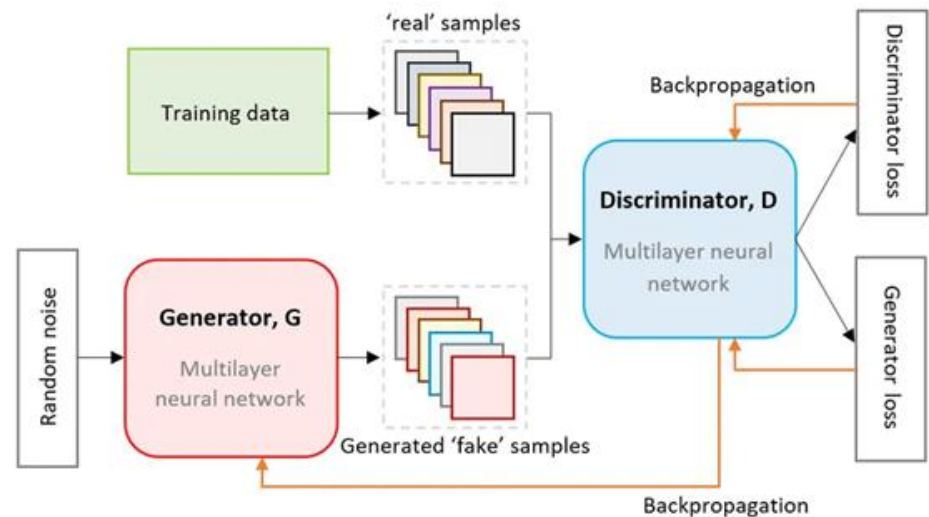 'real' samples
Training data
Backpropagation
Discriminator loss
Discriminator, D
Multilayer neural
network
Random noise
Generator, G
Multilayer
neural network
Generated 'fake' samples
Generator loss
Backpropagation